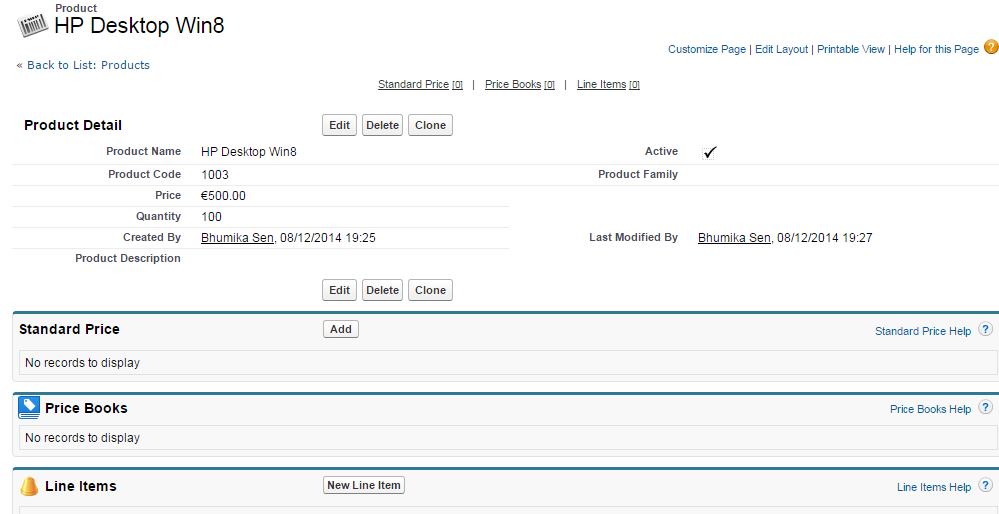 Product
HP Desktop Win8
Customize Page | Edit Layout | Printable View | Help for this Page ?
« Back to List: Products
Standard Price [0] | Price Books [0] | Line Items [0]
Product Detail Edit Delete Clone
Product Name HP Desktop Win8 Active ✓
Product Code 1003 Product Family
Price €500.00
Quantity 100
Created By Bhumika Sen, 08/12/2014 19:25 Last Modified By Bhumika Sen, 08/12/2014 19:27
Product Description
Edit Delete Clone
Standard Price Add Standard Price Help ?
No records to display
Price Books Price Books Help ?
No records to display
Line Items New Line Item Line Items Help ?